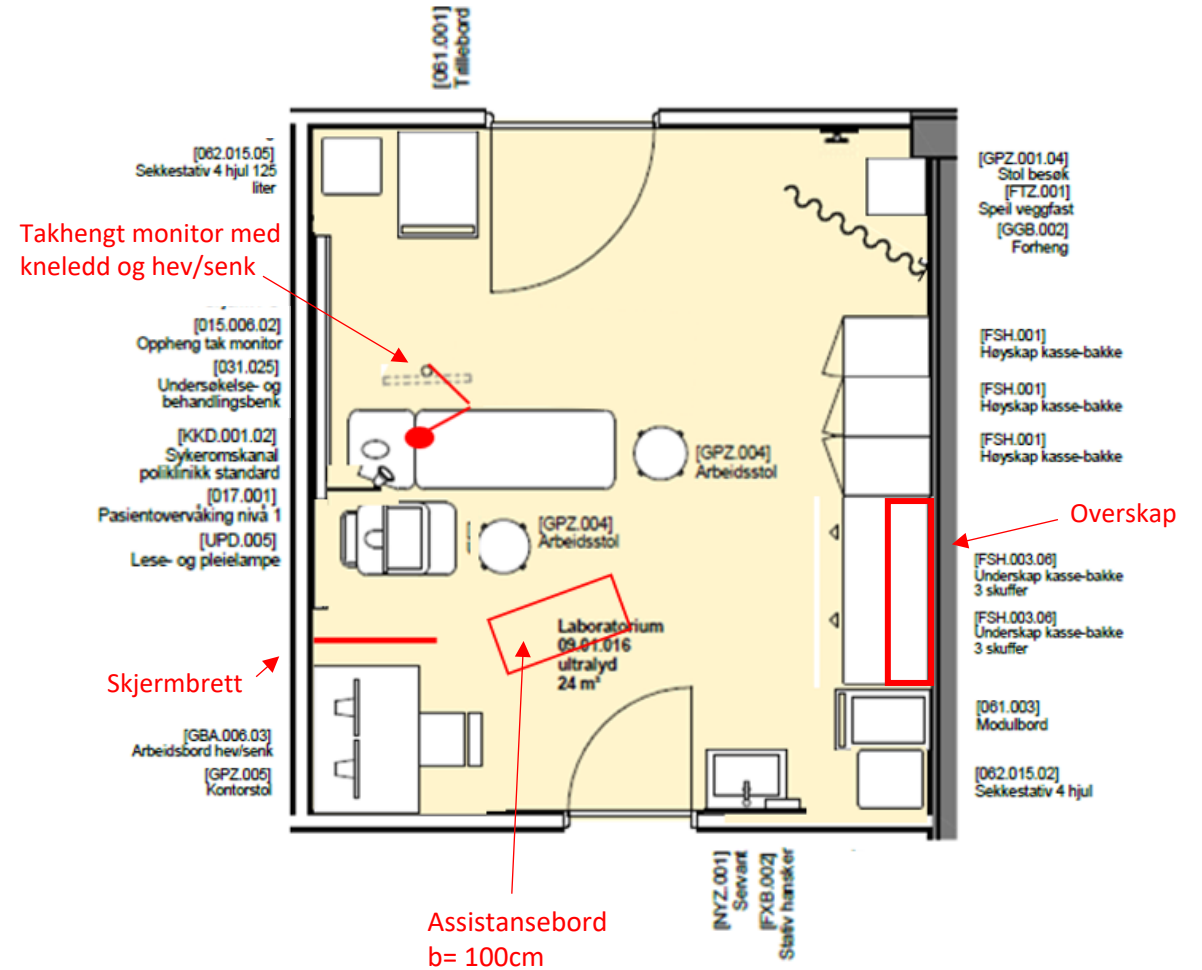 [061.001]
Trillebord
[062.015.05]
Sekkestativ 4 hjul 125
liter
Takhengt monitor med
kneledd og hev/senk
[015.006.02]
Oppheng tak monitor
[031.025]
Undersøkelse- og
behandlingsbenk
[KKD.001.02]
Sykeromskanal
poliklinikk standard
[017.001]
Pasientovervåking nivå 1
[UPD.005]
Lese- og pleielampe
Skjermbrett
[GBA.006.03]
Arbeidsbord hev/senk
[GPZ.005]
Kontorstol
[GPZ.004]
Arbeidsstol
[GPZ.004]
Arbeidsstol
Laboratorium
09.01.016
ultralyd
24 m²
[GPZ.001.04]
Stol besøk
[FTZ.001]
Speil veggfast
[GGB.002]
Forheng
[FSH.001]
Høyskap kasse-bakke
[FSH.001]
Høyskap kasse-bakke
[FSH.001]
Høyskap kasse-bakke
Overskap
[FSH.003.06]
Underskap kasse-bakke
3 skuffer
[FSH.003.06]
Underskap kasse-bakke
3 skuffer
[061.003]
Modulbord
[062.015.02]
Sekkestativ 4 hjul
[NYZ.001]
Servant
[FXB.002]
Stativ hansker
Assistansebord
b= 100cm